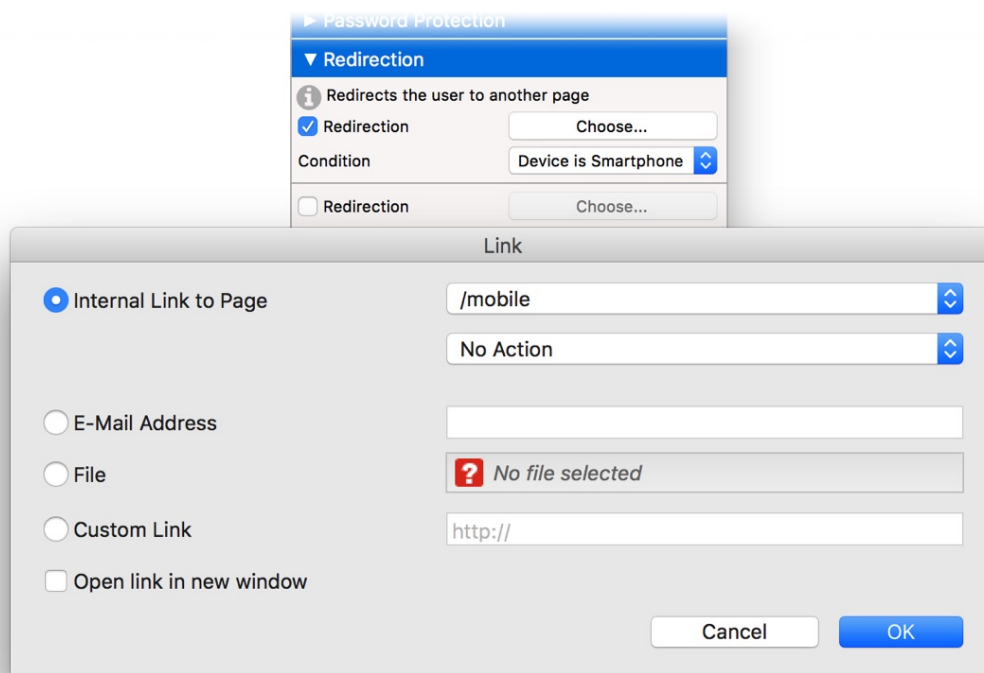 Password Protection
Redirection
Redirects the user to another page
Redirection Choose...
Condition Device is Smartphone
Redirection Choose...
Link
Internal Link to Page /mobile
No Action
E-Mail Address
File ? No file selected
Custom Link http://
Open link in new window
Cancel OK